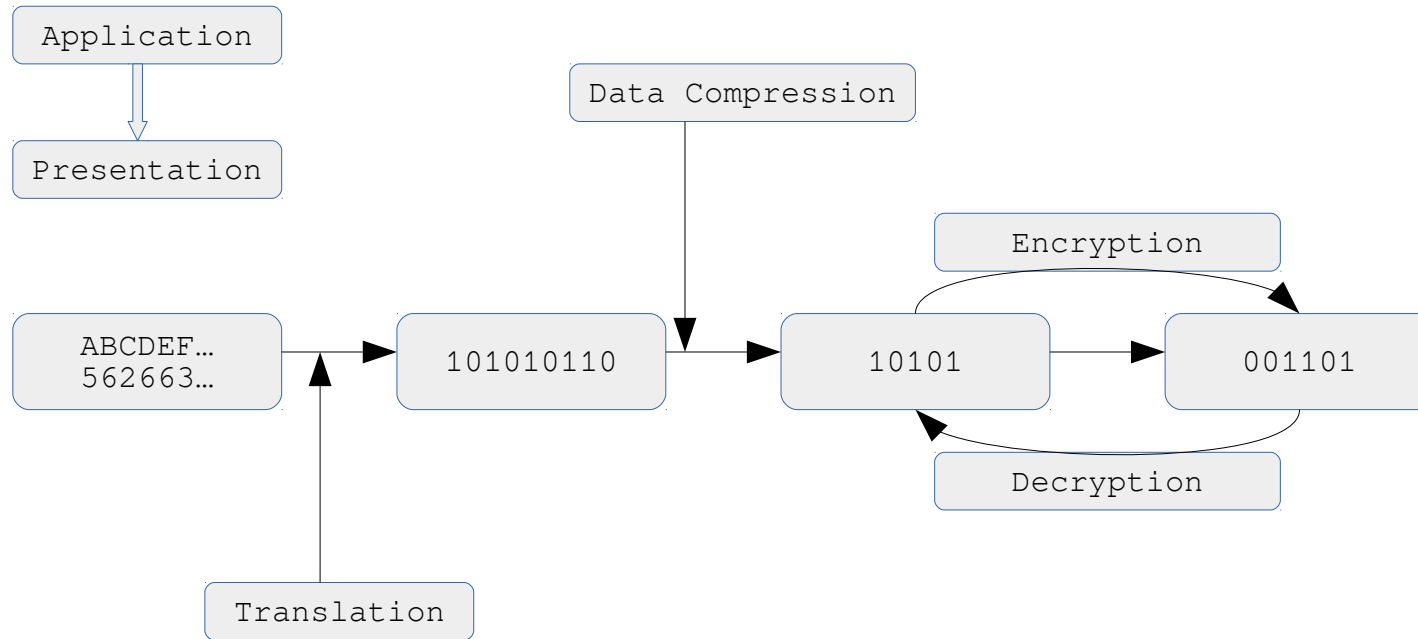 Application
Data Compression
Presentation
Encryption
ABCDEF…
562663…
101010110
10101
001101
Decryption
Translation